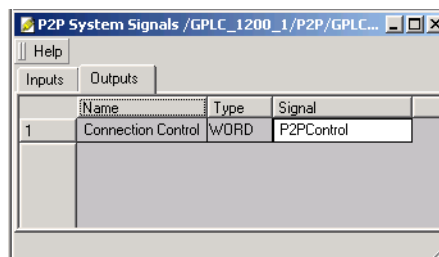 P2P System Signals /GPLC_1200_1/P2P/GPLC...
Help
Inputs Outputs
Name Type Signal
1 Connection Control WORD P2PControl